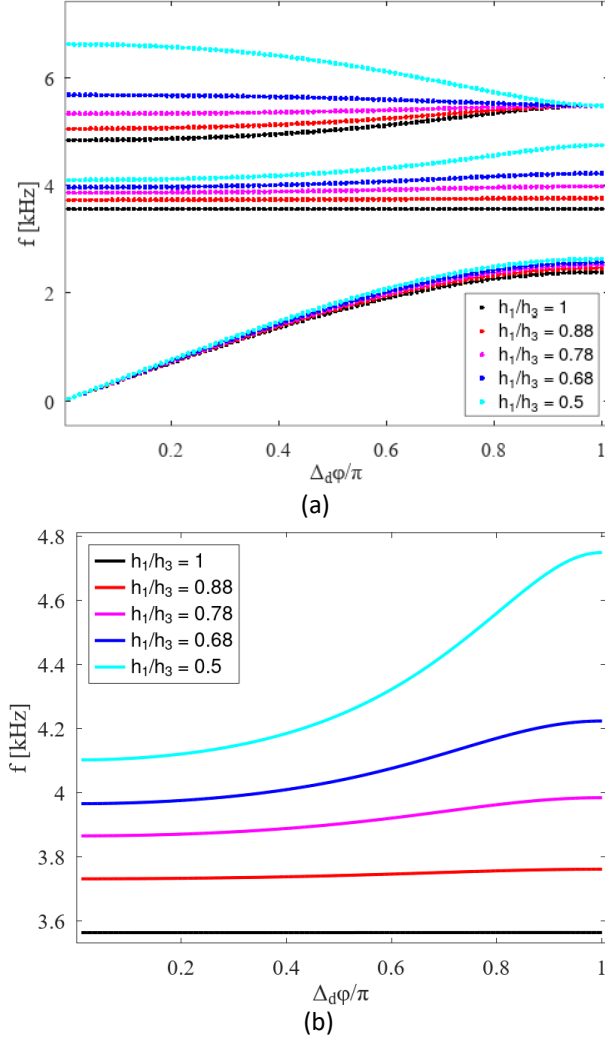 6
4
2
0
f [kHz]
h₁/h₃ = 1
h₁/h₃ = 0.88
h₁/h₃ = 0.78
h₁/h₃ = 0.68
h₁/h₃ = 0.5
0.2 0.4 0.6 0.8 1
Δ_dφ/π
(a)
4.8
4.6
4.4
4.2
4
3.8
3.6
f [kHz]
h₁/h₃ = 1
h₁/h₃ = 0.88
h₁/h₃ = 0.78
h₁/h₃ = 0.68
h₁/h₃ = 0.5
0.2 0.4 0.6 0.8 1
Δ_dφ/π
(b)